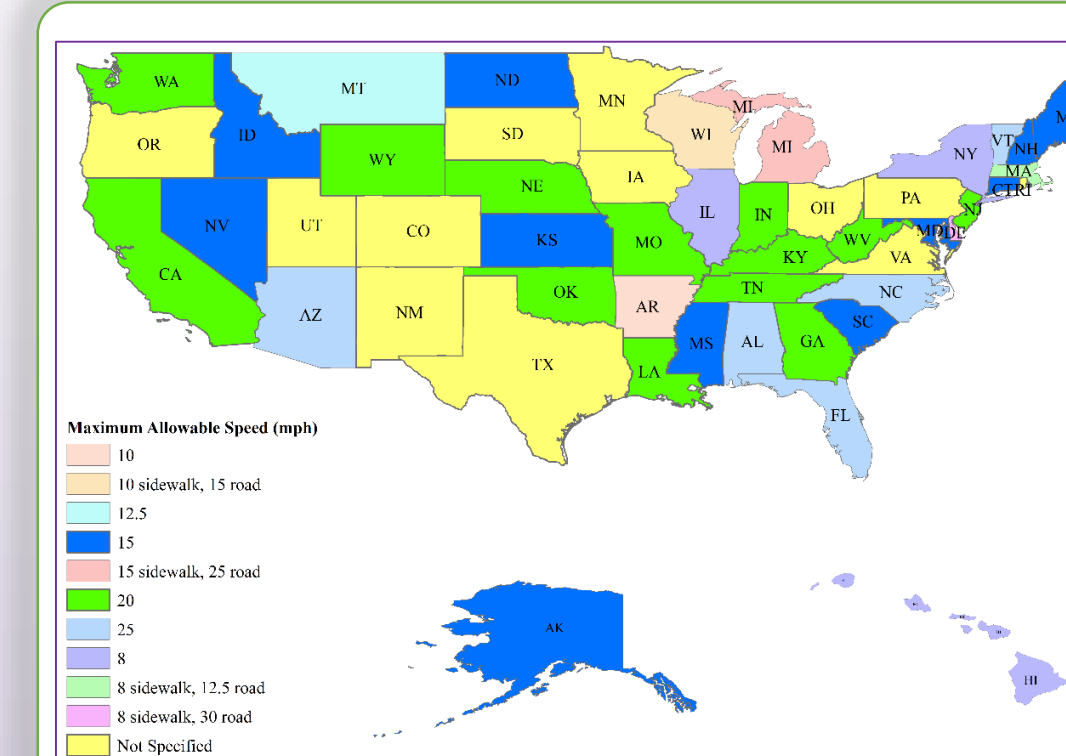 WA
MT
ND
MN
MI
M
OR
ID
SD
WI
MI
NY
VT
NH
WY
MA
IA
CT
RI
NE
PA
NV
UT
CO
IL
IN
OH
NJ
KS
MO
WV
MD
DE
KY
VA
CA
OK
TN
NC
AZ
NM
AR
SC
MS
AL
GA
TX
LA
FL
Maximum Allowable Speed (mph)
10
10 sidewalk, 15 road
12.5
15
15 sidewalk, 25 road
20
25
8
8 sidewalk, 12.5 road
8 sidewalk, 30 road
Not Specified
AK
HI